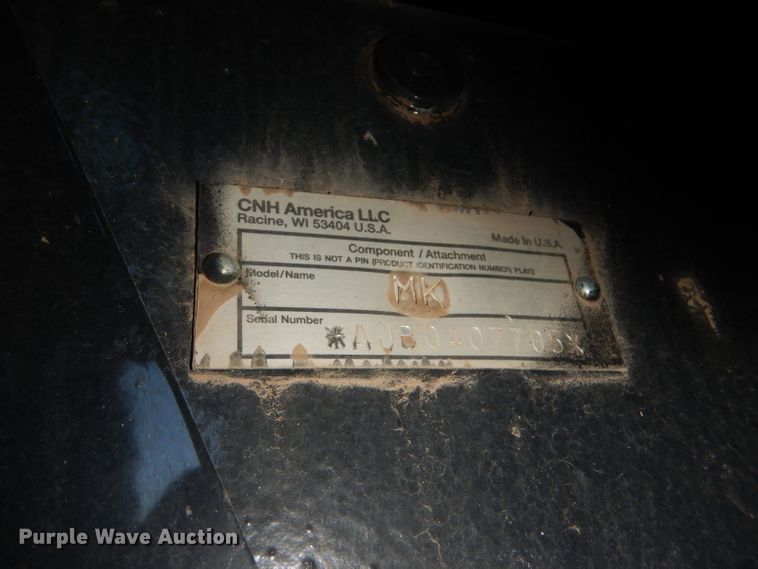 CNH America LLC
Racine, WI 53404 U.S.A.
Made in U.S.A.
Component / Attachment
THIS IS NOT A PIN (PRODUCT IDENTIFICATION NUMBER) PLATE
Model/Name MK
Serial Number *AJB0407703*
Purple Wave Auction®